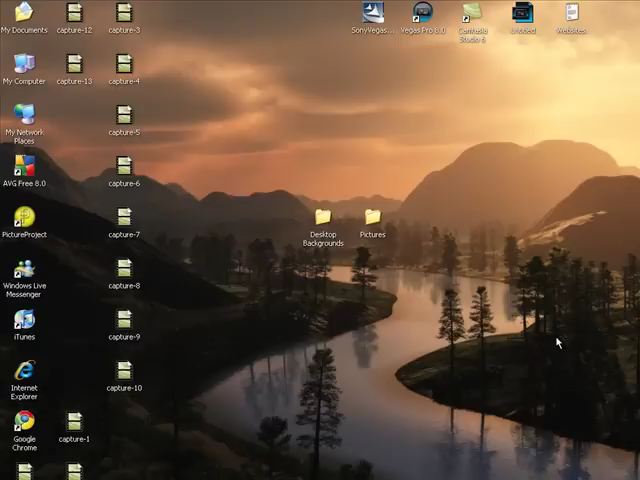 My Documents
capture-12
capture-3
SonyVegas...
Vegas Pro 8.0
Camtasia
Studio 6
Untitled
Websites
My Computer
capture-13
capture-4
My Network
Places
capture-5
AVG Free 8.0
capture-6
PictureProject
capture-7
Desktop
Backgrounds
Pictures
Windows Live
Messenger
capture-8
iTunes
capture-9
Internet
Explorer
capture-10
Google
Chrome
capture-1